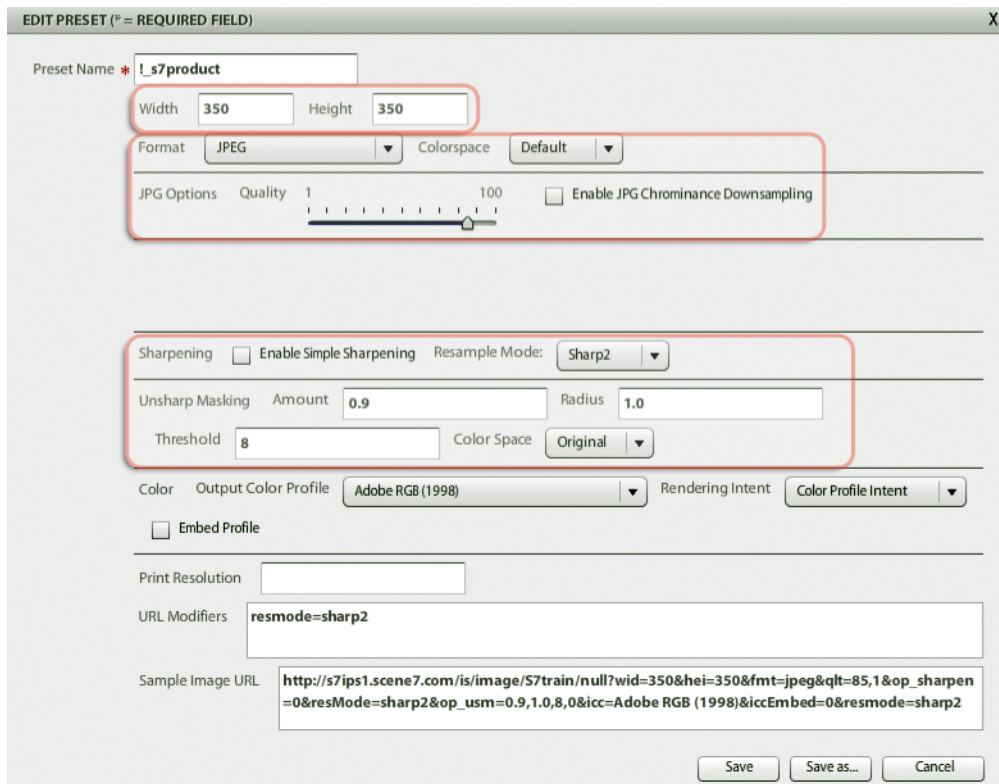 EDIT PRESET (* = REQUIRED FIELD) X
Preset Name * !_s7product
Width 350 Height 350
Format JPEG Colorspace Default
JPG Options Quality 1 100 Enable JPG Chrominance Downsampling
Sharpening Enable Simple Sharpening Resample Mode: Sharp2
Unsharp Masking Amount 0.9 Radius 1.0
Threshold 8 Color Space Original
Color Output Color Profile Adobe RGB (1998) Rendering Intent Color Profile Intent
Embed Profile
Print Resolution
URL Modifiers resmode=sharp2
Sample Image URL http://s7ips1.scene7.com/is/image/S7train/null?wid=350&hei=350&fmt=jpeg&qlt=85,1&op_sharpen
=0&resMode=sharp2&op_usm=0.9,1.0,8,0&icc=Adobe RGB (1998)&iccEmbed=0&resmode=sharp2
Save Save as... Cancel